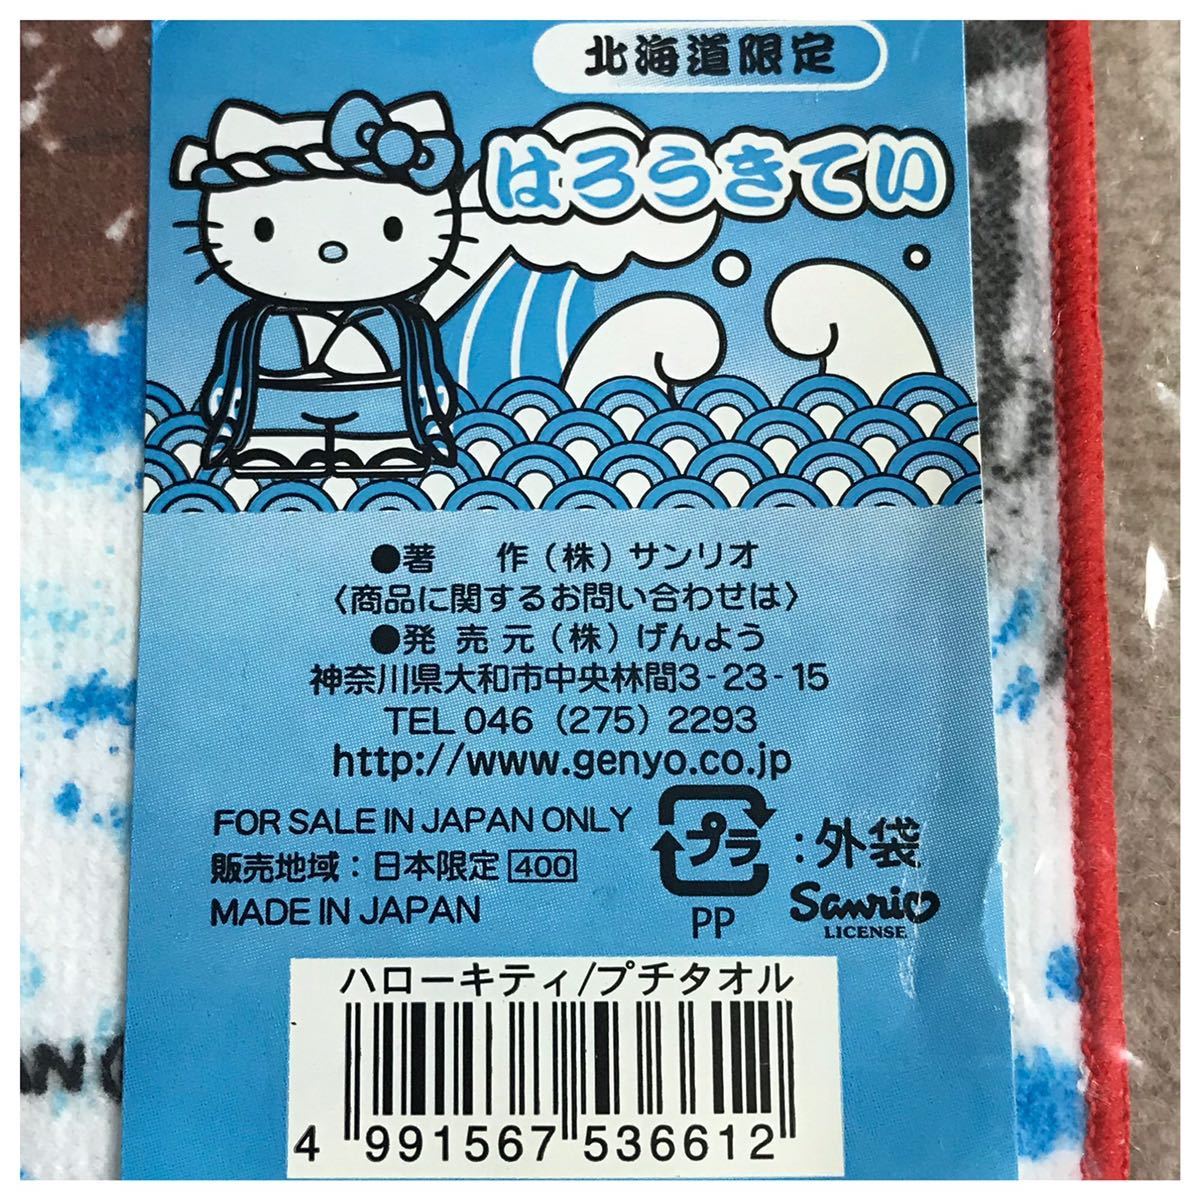 北海道限定
はろうきてい
●著　作（株）サンリオ
〈商品に関するお問い合わせは〉
●発売元（株）げんよう
神奈川県大和市中央林間3-23-15
TEL 046（275）2293
http://www.genyo.co.jp
FOR SALE IN JAPAN ONLY
販売地域：日本限定 400
MADE IN JAPAN
プラ ：外袋
PP
Sanrio
LICENSE
ハローキティ/プチタオル
4 991567 536612